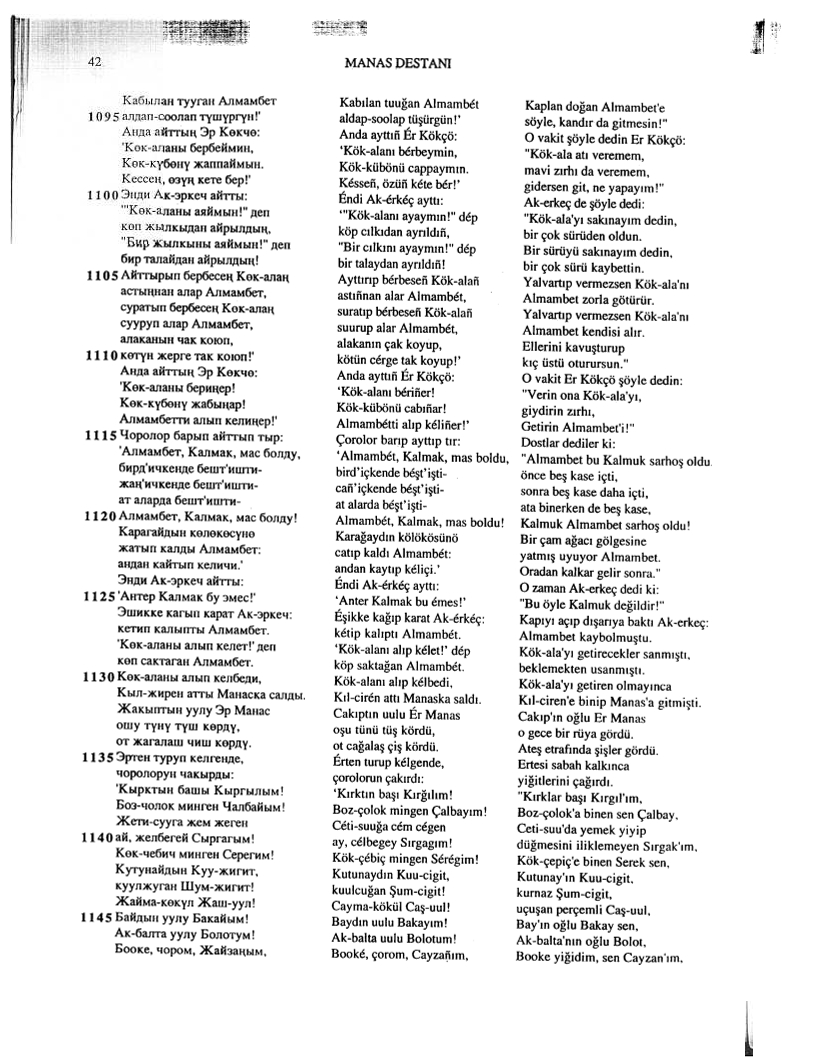 42
MANAS DESTANI
Кабылан тууган Алмамбет
1095 алдап-соолап түшүргүн!'
Анда айттың Эр Көкчө:
'Көк-аланы бербеймин,
Көк-күбөнү жаппаймын.
Кессең, өзүң кете бер!'
1100 Энди Ак-эркеч айтты:
'"Көк-аланы аяймын!" деп
көп жылкыдан айрылдың,
"Бир жылкыны аяймын!" деп
бир талайдан айрылдың!
1105 Айттырып бербесең Көк-алаң
астыңнан алар Алмамбет,
суратып бербесең Көк-алаң
сууруп алар Алмамбет,
алаканын чак коюп,
1110 көтүн жерге так коюп!'
Анда айттың Эр Көкчө:
'Көк-аланы бериңер!
Көк-күбөнү жабыңар!
Алмамбетти алып келиңер!'
1115 Чоролор барып айттып тыр:
'Алмамбет, Калмак, мас болду,
бирд'ичкенде бешт'ишти-
жаң'ичкенде бешт'ишти-
ат аларда бешт'ишти-
1120 Алмамбет, Калмак, мас болду!
Карагайдын көлөкөсүнө
жатып калды Алмамбет:
андан кайтып келичи.'
Энди Ак-эркеч айтты:
1125 'Антер Калмак бу эмес!'
Эшикке кагып карат Ак-эркеч:
кетип калыпты Алмамбет.
'Көк-аланы алып келет!' деп
көп сактаган Алмамбет.
1130 Көк-аланы алып келбеди,
Кыл-жирен атты Манаска салды.
Жакыптын уулу Эр Манас
ошу түнү түш көрдү,
от жагалаш чиш көрдү.
1135 Эртен туруп келгенде,
чоролорун чакырды:
'Кырктын башы Кыргылым!
Боз-чолок минген Чалбайым!
Жети-сууга жем жеген
1140 ай, желбегей Сыргагым!
Көк-чебич минген Серегим!
Кутунайдын Куу-жигит,
куулжуган Шум-жигит!
Жайма-көкүл Жаш-уул!
1145 Байдын уулу Бакайым!
Ак-балта уулу Болотум!
Бооке, чором, Жайзаңым,
Kabılan tuuğan Almambét
aldap-soolap tüşürgün!'
Anda ayttıñ Ér Kökçö:
'Kök-alanı bérbeymin,
Kök-kübönü cappaymın.
Késseñ, özüñ kéte bér!'
Éndi Ak-érkéç ayttı:
'"Kök-alanı ayaymın!" dép
köp cılkıdan ayrıldıñ,
"Bir cılkını ayaymın!" dép
bir talaydan ayrıldıñ!
Ayttırıp bérbeseñ Kök-alañ
astıñnan alar Almambét,
suratıp bérbeseñ Kök-alañ
suurup alar Almambét,
alakanın çak koyup,
kötün cérge tak koyup!'
Anda ayttıñ Ér Kökçö:
'Kök-alanı bériñer!
Kök-kübönü cabıñar!
Almambétti alıp kéliñer!'
Çorolor barıp ayttıp tır:
'Almambét, Kalmak, mas boldu,
bird'içkende béşt'işti-
cañ'içkende béşt'işti-
at alarda béşt'işti-
Almambét, Kalmak, mas boldu!
Karağaydın kölökösünö
catıp kaldı Almambét:
andan kaytıp kéliçi.'
Éndi Ak-érkéç ayttı:
'Anter Kalmak bu émes!'
Éşikke kağıp karat Ak-érkéç:
kétip kalıptı Almambét.
'Kök-alanı alıp kélet!' dép
köp saktağan Almambét.
Kök-alanı alıp kélbedi,
Kıl-cirén attı Manaska saldı.
Cakıptın uulu Ér Manas
oşu tünü tüş kördü,
ot cağalaş çiş kördü.
Érten turup kélgende,
çorolorun çakırdı:
'Kırktın başı Kırğılım!
Boz-çolok mingen Çalbayım!
Céti-suuğa cém cégen
ay, célbegey Sırgagım!
Kök-çébiç mingen Sérégim!
Kutunaydın Kuu-cigit,
kuulcuğan Şum-cigit!
Cayma-kökül Caş-uul!
Baydın uulu Bakayım!
Ak-balta uulu Bolotum!
Booké, çorom, Cayzañım,
Kaplan doğan Almambet'e
söyle, kandır da gitmesin!"
O vakit şöyle dedin Er Kökçö:
"Kök-ala atı veremem,
mavi zırhı da veremem,
gidersen git, ne yapayım!"
Ak-erkeç de şöyle dedi:
"Kök-ala'yı sakınayım dedin,
bir çok sürüden oldun.
Bir sürüyü sakınayım dedin,
bir çok sürü kaybettin.
Yalvartıp vermezsen Kök-ala'nı
Almambet zorla götürür.
Yalvartıp vermezsen Kök-ala'nı
Almambet kendisi alır.
Ellerini kavuşturup
kıç üstü oturursun."
O vakit Er Kökçö şöyle dedin:
"Verin ona Kök-ala'yı,
giydirin zırhı,
Getirin Almambet'i!"
Dostlar dediler ki:
"Almambet bu Kalmuk sarhoş oldu.
önce beş kase içti,
sonra beş kase daha içti,
ata binerken de beş kase,
Kalmuk Almambet sarhoş oldu!
Bir çam ağacı gölgesine
yatmış uyuyor Almambet.
Oradan kalkar gelir sonra."
O zaman Ak-erkeç dedi ki:
"Bu öyle Kalmuk değildir!"
Kapıyı açıp dışarıya baktı Ak-erkeç:
Almambet kaybolmuştu.
Kök-ala'yı getirecekler sanmıştı,
beklemekten usanmıştı.
Kök-ala'yı getiren olmayınca
Kıl-ciren'e binip Manas'a gitmişti.
Cakıp'ın oğlu Er Manas
o gece bir rüya gördü.
Ateş etrafında şişler gördü.
Ertesi sabah kalkınca
yiğitlerini çağırdı.
"Kırklar başı Kırgıl'ım,
Boz-çolok'a binen sen Çalbay,
Ceti-suu'da yemek yiyip
düğmesini iliklemeyen Sırgak'ım,
Kök-çepiç'e binen Serek sen,
Kutunay'ın Kuu-cigit,
kurnaz Şum-cigit,
uçuşan perçemli Caş-uul,
Bay'ın oğlu Bakay sen,
Ak-balta'nın oğlu Bolot,
Booke yiğidim, sen Cayzan'ım,